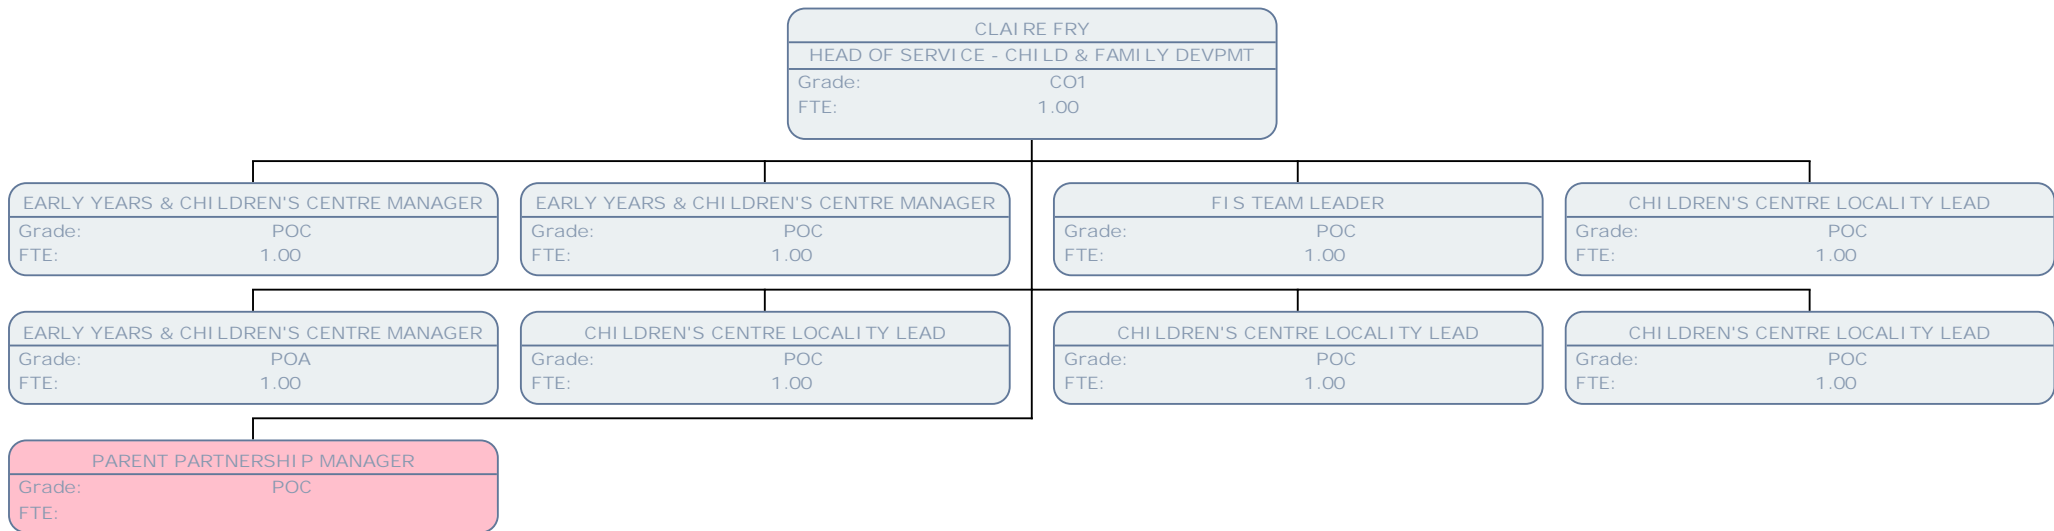 CLAIRE FRY
HEAD OF SERVICE - CHILD & FAMILY DEVPMT
Grade: CO1
FTE: 1.00
EARLY YEARS & CHILDREN'S CENTRE MANAGER
Grade: POC
FTE: 1.00
EARLY YEARS & CHILDREN'S CENTRE MANAGER
Grade: POC
FTE: 1.00
FIS TEAM LEADER
Grade: POC
FTE: 1.00
CHILDREN'S CENTRE LOCALITY LEAD
Grade: POC
FTE: 1.00
EARLY YEARS & CHILDREN'S CENTRE MANAGER
Grade: POA
FTE: 1.00
CHILDREN'S CENTRE LOCALITY LEAD
Grade: POC
FTE: 1.00
CHILDREN'S CENTRE LOCALITY LEAD
Grade: POC
FTE: 1.00
CHILDREN'S CENTRE LOCALITY LEAD
Grade: POC
FTE: 1.00
PARENT PARTNERSHIP MANAGER
Grade: POC
FTE: